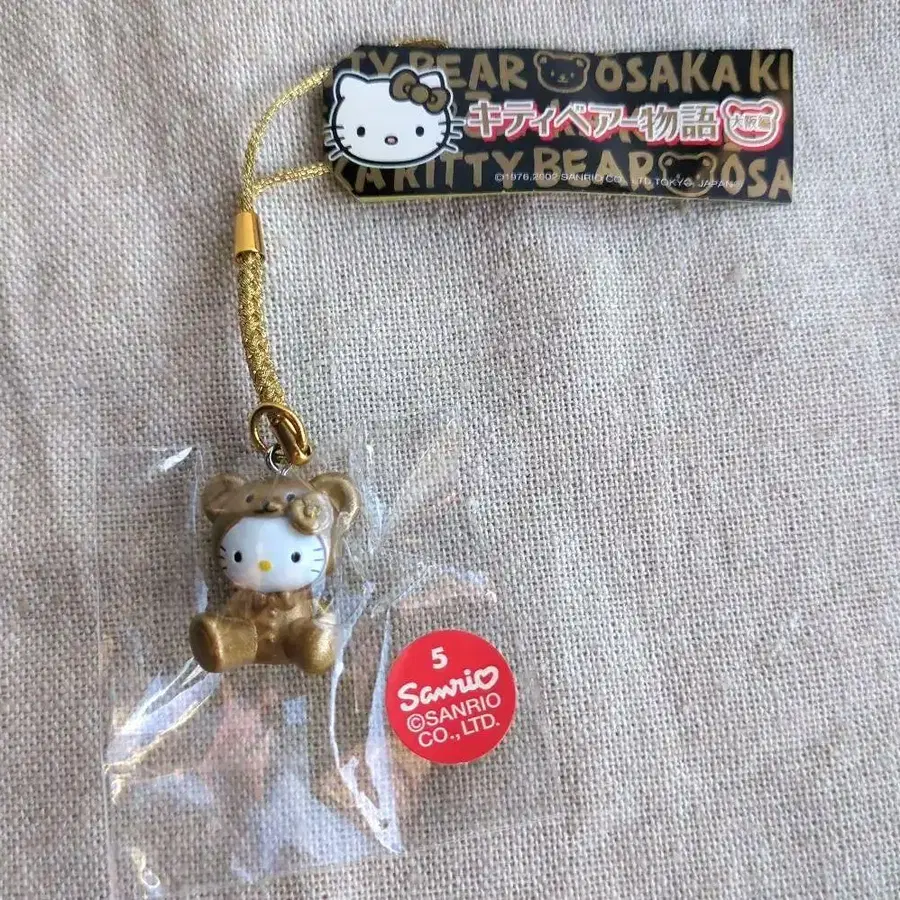 TTY BEAR OSAKA KI
キティベアー物語 大阪編
KA KITTY BEAR OSA
©1976,2002 SANRIO CO., LTD.TOKYO, JAPAN
5
Sanrio
©SANRIO
CO.,LTD.